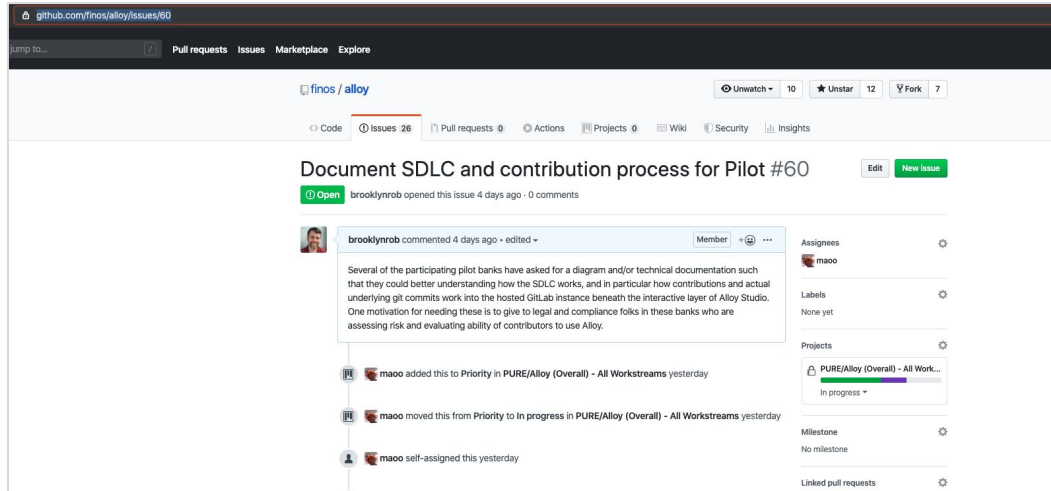 github.com/finos/alloy/issues/60
jump to... / Pull requests Issues Marketplace Explore
finos / alloy Unwatch 10 Unstar 12 Fork 7
Code Issues 26 Pull requests 0 Actions Projects 0 Wiki Security Insights
Document SDLC and contribution process for Pilot #60 Edit New issue
Open brooklynrob opened this issue 4 days ago · 0 comments
brooklynrob commented 4 days ago • edited Member
Several of the participating pilot banks have asked for a diagram and/or technical documentation such
that they could better understanding how the SDLC works, and in particular how contributions and actual
underlying git commits work into the hosted GitLab instance beneath the interactive layer of Alloy Studio.
One motivation for needing these is to give to legal and compliance folks in these banks who are
assessing risk and evaluating ability of contributors to use Alloy.
maoo added this to Priority in PURE/Alloy (Overall) - All Workstreams yesterday
maoo moved this from Priority to In progress in PURE/Alloy (Overall) - All Workstreams yesterday
maoo self-assigned this yesterday
Assignees
maoo
Labels
None yet
Projects
PURE/Alloy (Overall) - All Work...
In progress
Milestone
No milestone
Linked pull requests